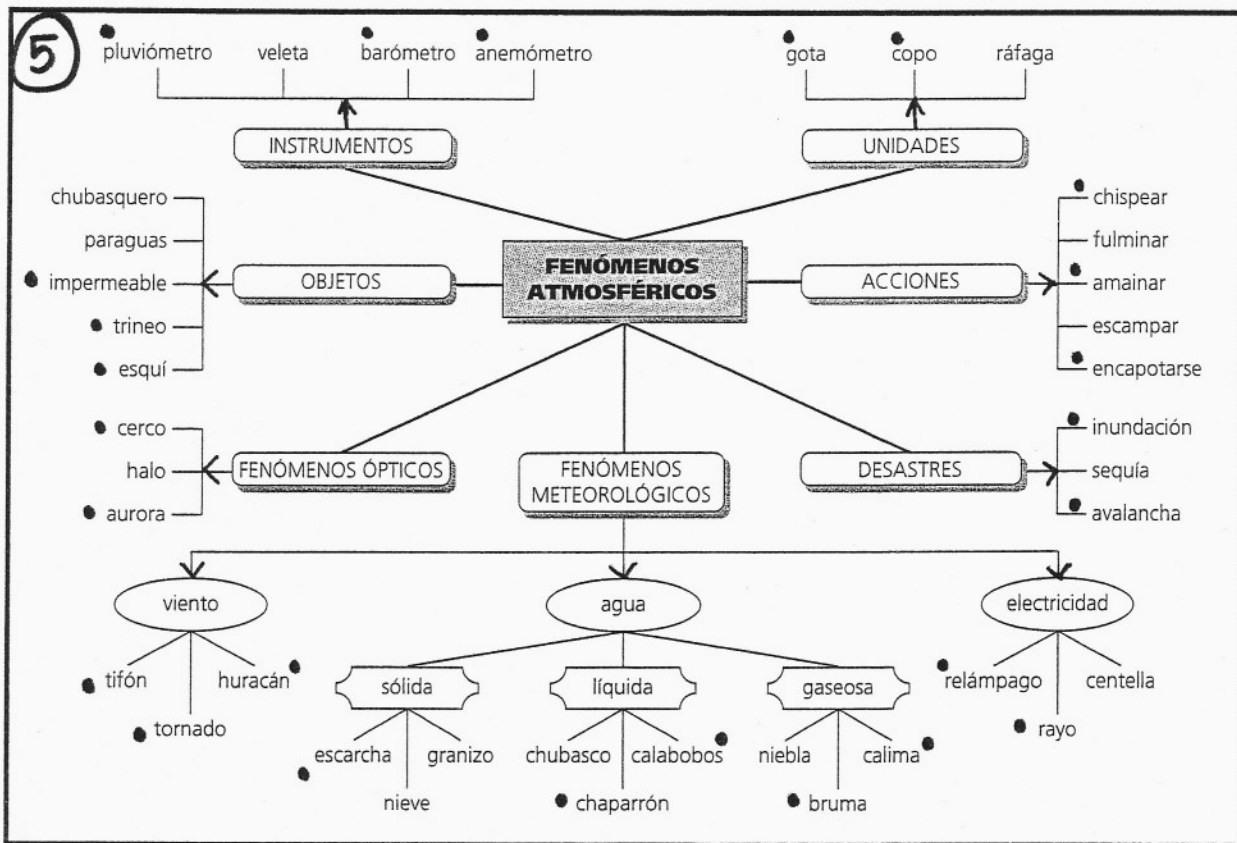 5
pluviómetro veleta barómetro anemómetro
gota copo ráfaga
INSTRUMENTOS
UNIDADES
chubasquero
paraguas
impermeable
trineo
esquí
OBJETOS
FENÓMENOS
ATMOSFÉRICOS
ACCIONES
chispear
fulminar
amainar
escampar
encapotarse
cerco
halo
aurora
FENÓMENOS ÓPTICOS
FENÓMENOS
METEOROLÓGICOS
DESASTRES
inundación
sequía
avalancha
viento
agua
electricidad
tifón
huracán
tornado
sólida
líquida
gaseosa
relámpago
centella
rayo
escarcha granizo
nieve
chubasco calabobos
chaparrón
niebla calima
bruma